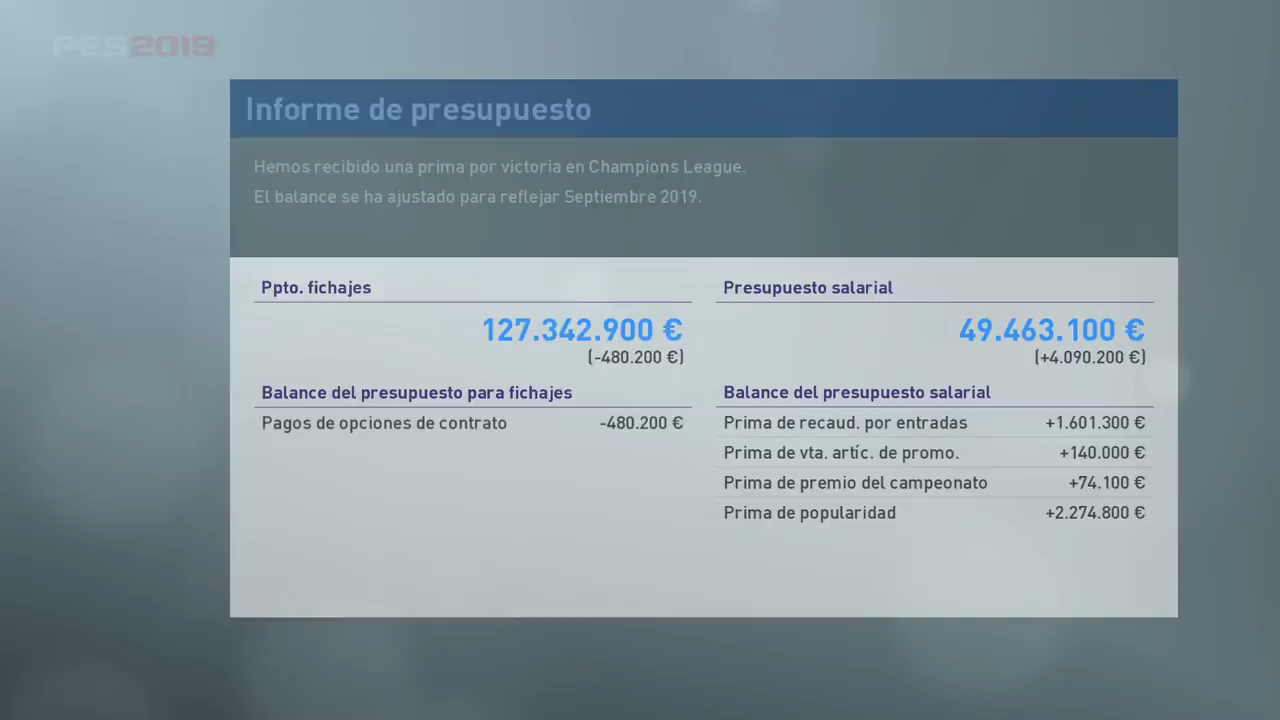 PES2019
Informe de presupuesto
Hemos recibido una prima por victoria en Champions League.
El balance se ha ajustado para reflejar Septiembre 2019.
Ppto. fichajes
127.342.900 €
(-480.200 €)
Balance del presupuesto para fichajes
Pagos de opciones de contrato -480.200 €
Presupuesto salarial
49.463.100 €
(+4.090.200 €)
Balance del presupuesto salarial
Prima de recaud. por entradas +1.601.300 €
Prima de vta. artíc. de promo. +140.000 €
Prima de premio del campeonato +74.100 €
Prima de popularidad +2.274.800 €